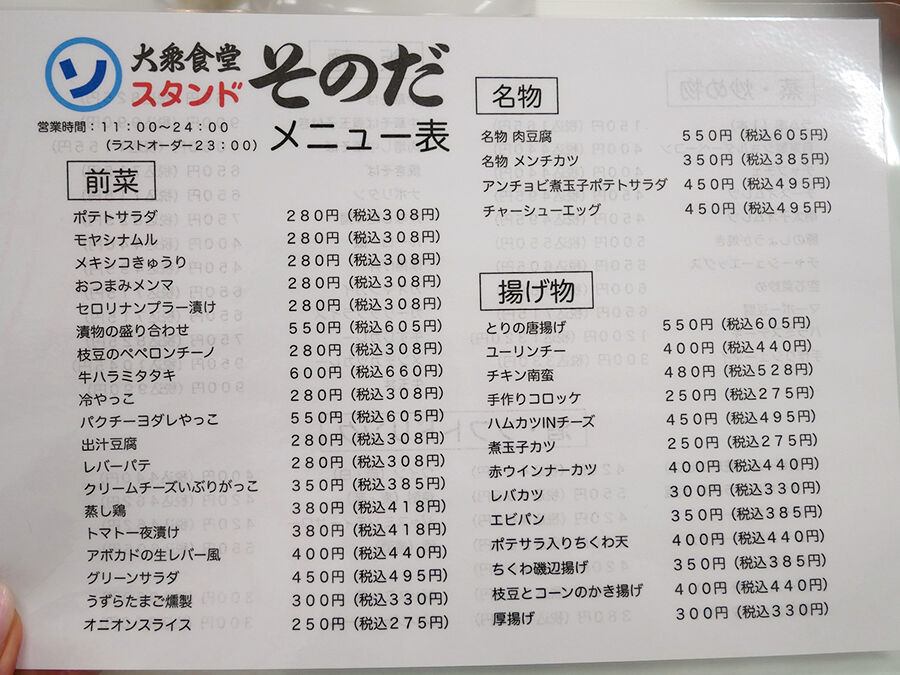 ソ 大衆食堂 スタンド そのだ
営業時間：11:00〜24:00
（ラストオーダー23:00）
メニュー表
前菜
ポテトサラダ 280円（税込308円）
モヤシナムル 280円（税込308円）
メキシコきゅうり 280円（税込308円）
おつまみメンマ 280円（税込308円）
セロリナンプラー漬け 280円（税込308円）
漬物の盛り合わせ 550円（税込605円）
枝豆のペペロンチーノ 280円（税込308円）
牛ハラミタタキ 600円（税込660円）
冷やっこ 280円（税込308円）
パクチーヨダレやっこ 550円（税込605円）
出汁豆腐 280円（税込308円）
レバーパテ 280円（税込308円）
クリームチーズいぶりがっこ 350円（税込385円）
蒸し鶏 380円（税込418円）
トマト一夜漬け 380円（税込418円）
アボカドの生レバー風 400円（税込440円）
グリーンサラダ 450円（税込495円）
うずらたまご燻製 300円（税込330円）
オニオンスライス 250円（税込275円）
名物
名物 肉豆腐 550円（税込605円）
名物 メンチカツ 350円（税込385円）
アンチョビ煮玉子ポテトサラダ 450円（税込495円）
チャーシューエッグ 450円（税込495円）
揚げ物
とりの唐揚げ 550円（税込605円）
ユーリンチー 400円（税込440円）
チキン南蛮 480円（税込528円）
手作りコロッケ 250円（税込275円）
ハムカツINチーズ 450円（税込495円）
煮玉子カツ 250円（税込275円）
赤ウインナーカツ 400円（税込440円）
レバカツ 300円（税込330円）
エビパン 350円（税込385円）
ポテサラ入りちくわ天 400円（税込440円）
ちくわ磯辺揚げ 350円（税込385円）
枝豆とコーンのかき揚げ 400円（税込440円）
厚揚げ 300円（税込330円）